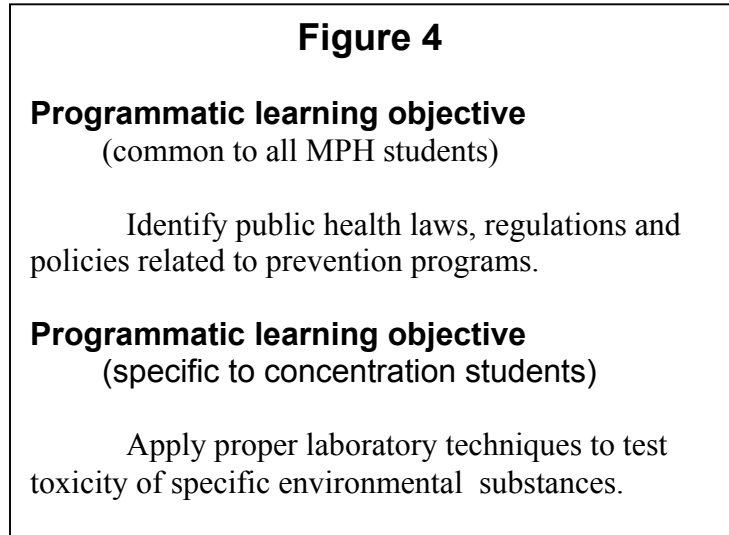 Figure 4
Programmatic learning objective
(common to all MPH students)
Identify public health laws, regulations and
policies related to prevention programs.
Programmatic learning objective
(specific to concentration students)
Apply proper laboratory techniques to test
toxicity of specific environmental  substances.